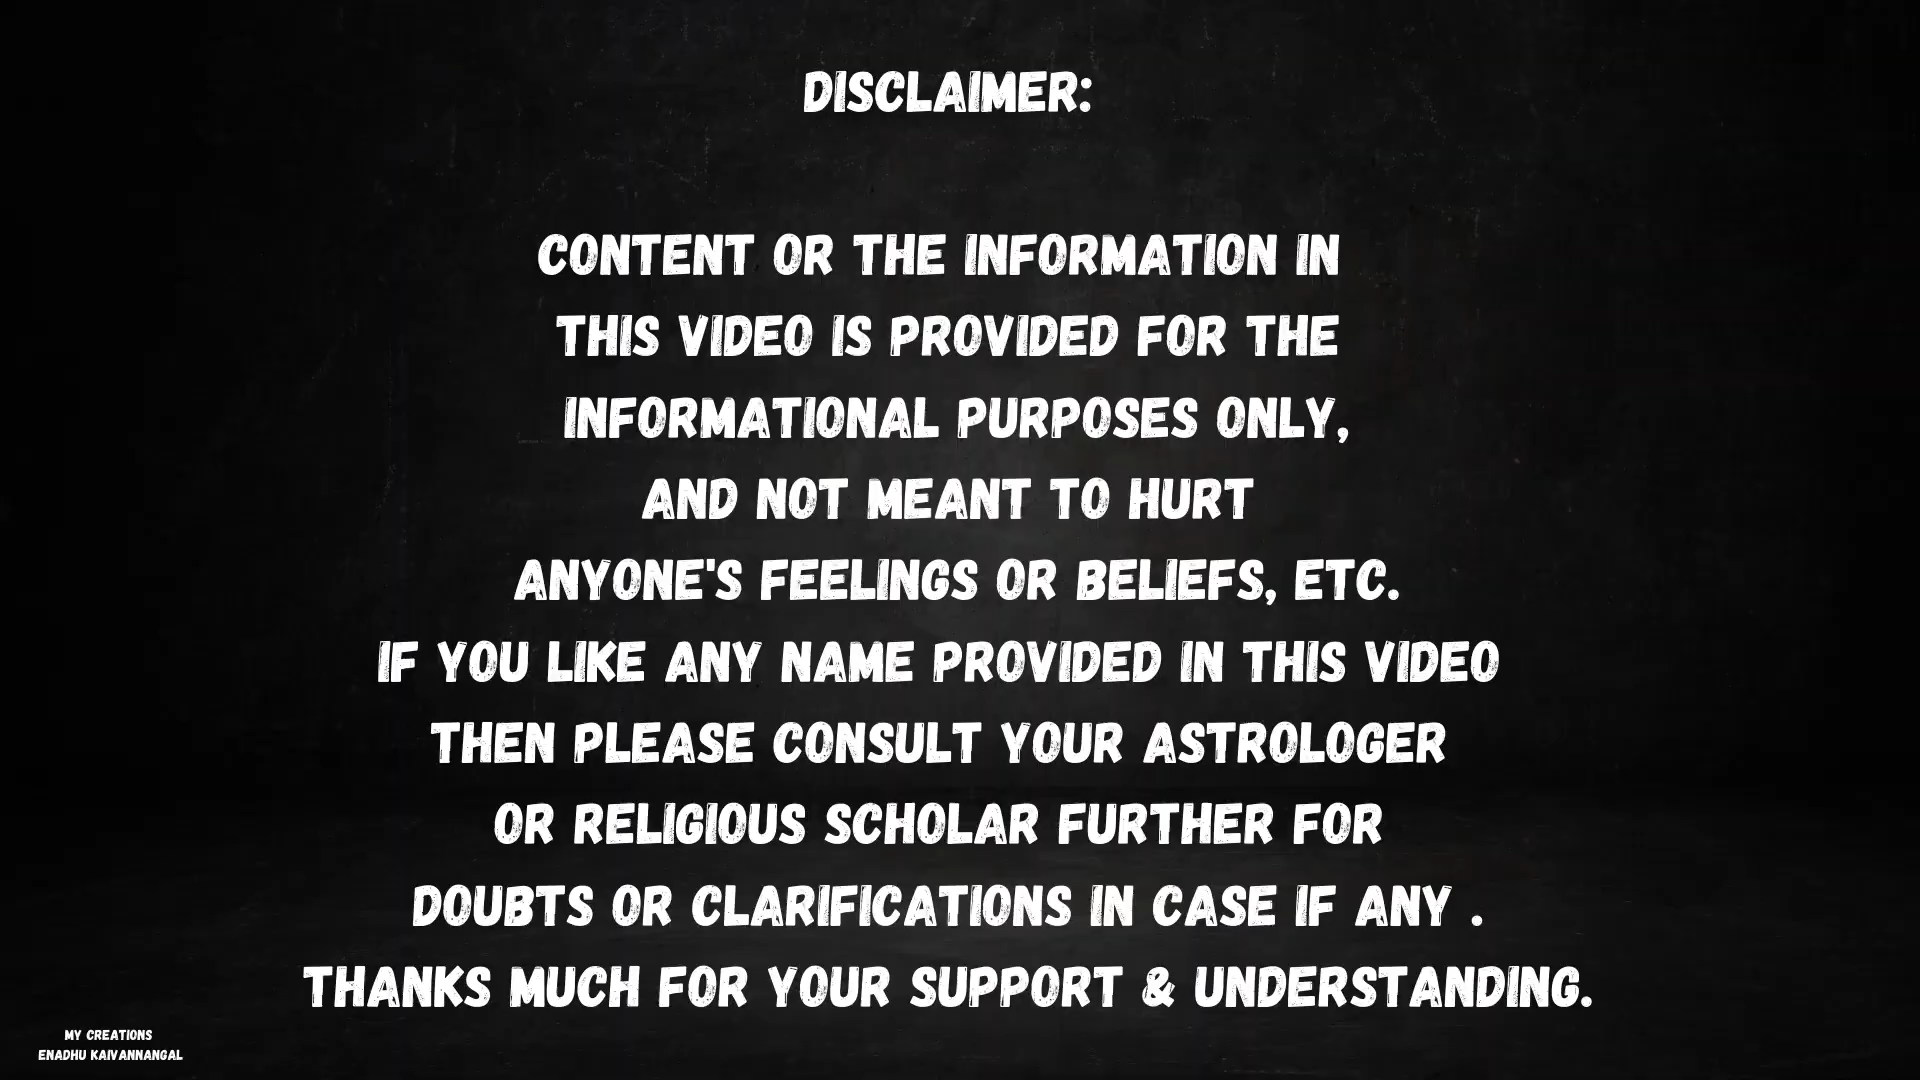 DISCLAIMER:
CONTENT OR THE INFORMATION IN
THIS VIDEO IS PROVIDED FOR THE
INFORMATIONAL PURPOSES ONLY,
AND NOT MEANT TO HURT
ANYONE'S FEELINGS OR BELIEFS, ETC.
IF YOU LIKE ANY NAME PROVIDED IN THIS VIDEO
THEN PLEASE CONSULT YOUR ASTROLOGER
OR RELIGIOUS SCHOLAR FURTHER FOR
DOUBTS OR CLARIFICATIONS IN CASE IF ANY .
THANKS MUCH FOR YOUR SUPPORT & UNDERSTANDING.
MY CREATIONS
ENADHU KAIVANNANGAL